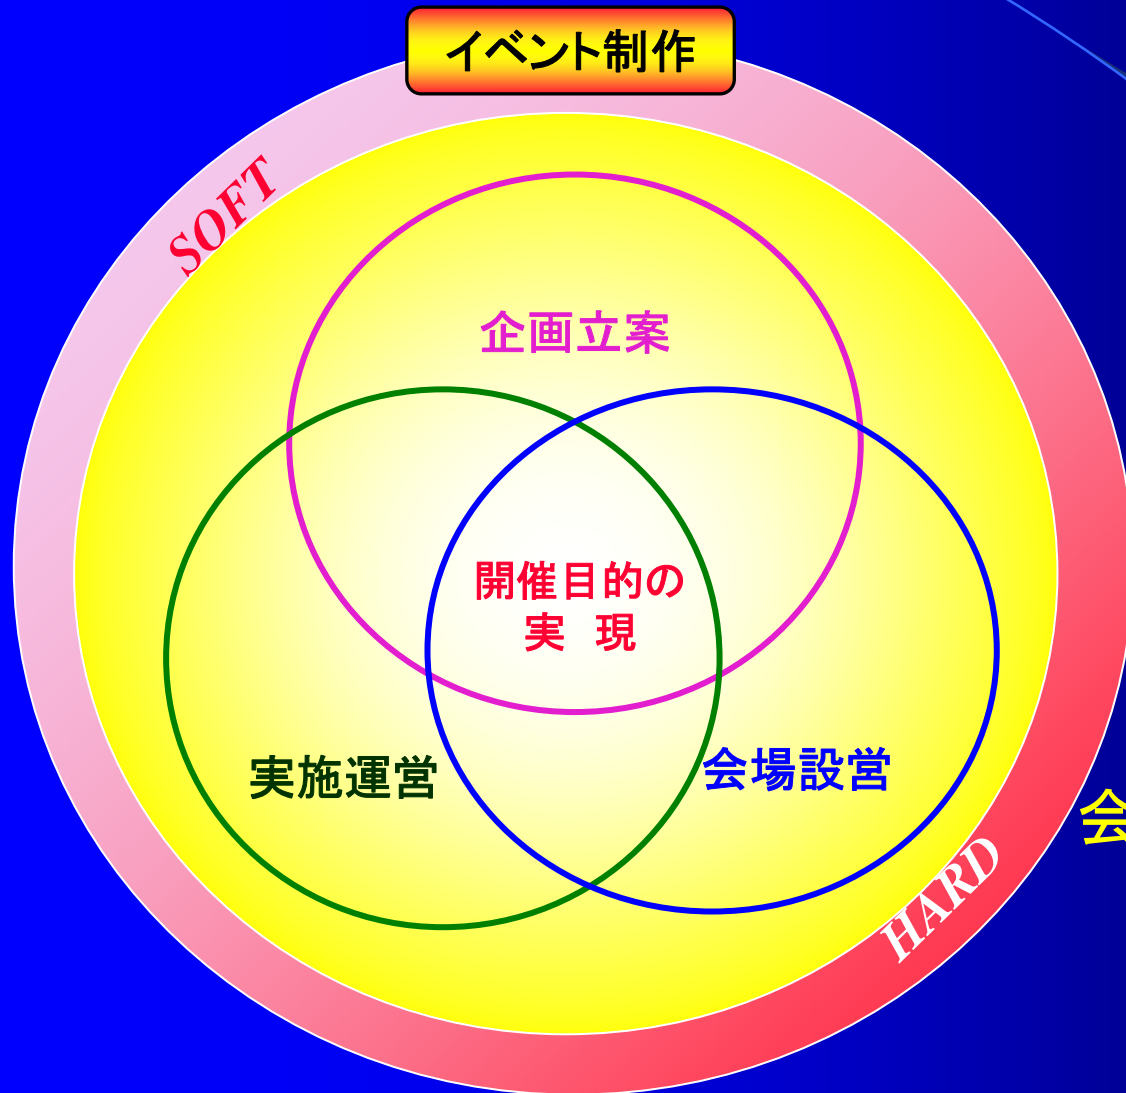 イベント制作
SOFT
企画立案
開催目的の
実　現
実施運営
会場設営
会
HARD